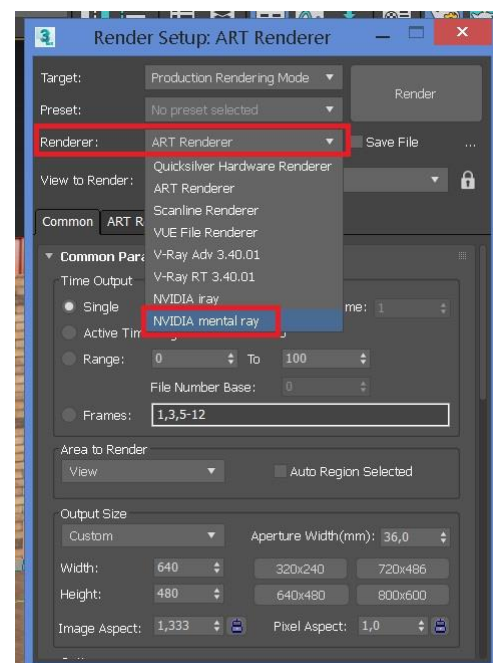 Render Setup: ART Renderer
Target: Production Rendering Mode
Render
Preset: No preset selected
Renderer: ART Renderer Save File ...
Quicksilver Hardware Renderer
View to Render:
ART Renderer
Scanline Renderer
Common ART R
VUE File Renderer
V-Ray Adv 3.40.01
Common Para
V-Ray RT 3.40.01
Time Output
NVIDIA iray
Single me: 1
NVIDIA mental ray
Active Tim
Range: 0 To 100
File Number Base: 0
Frames: 1,3,5-12
Area to Render
View Auto Region Selected
Output Size
Custom Aperture Width(mm): 36,0
Width: 640 320x240 720x486
Height: 480 640x480 800x600
Image Aspect: 1,333 Pixel Aspect: 1,0